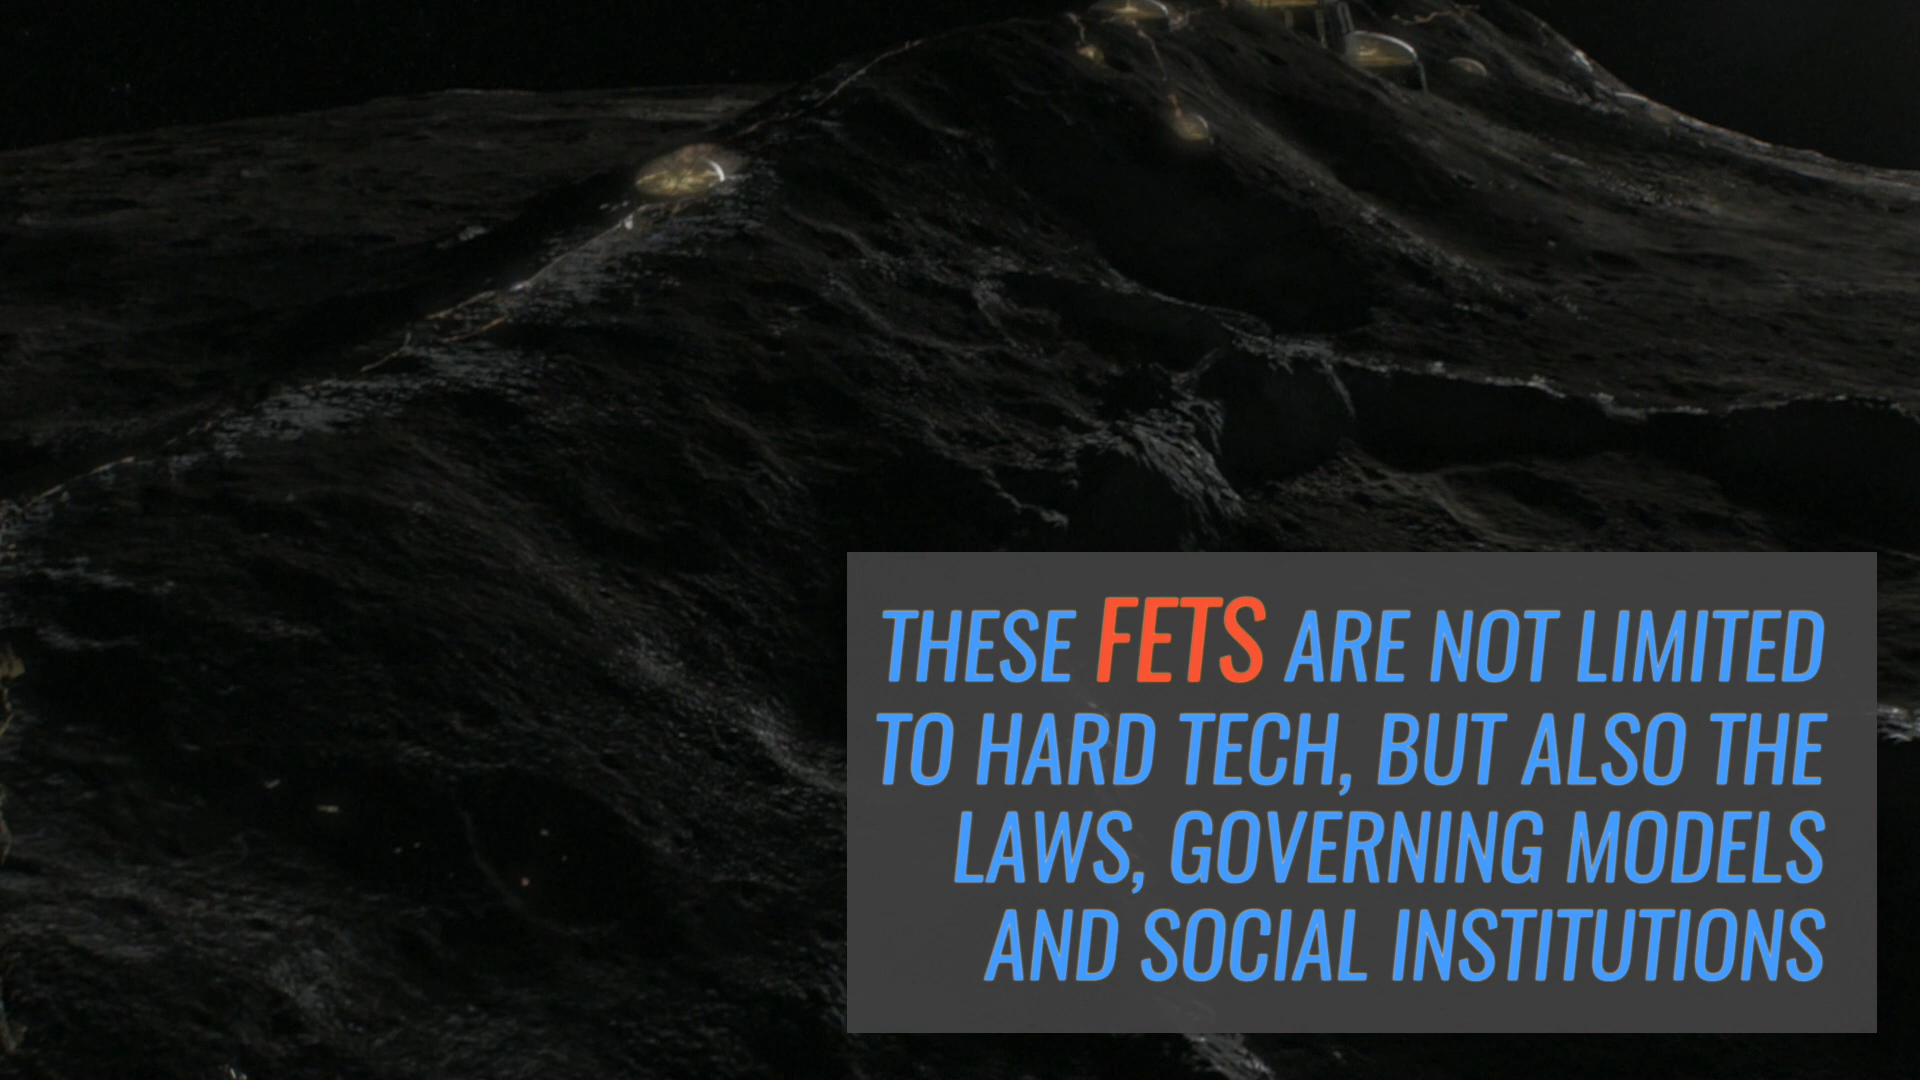 THESE FETS ARE NOT LIMITED
TO HARD TECH, BUT ALSO THE
LAWS, GOVERNING MODELS
AND SOCIAL INSTITUTIONS